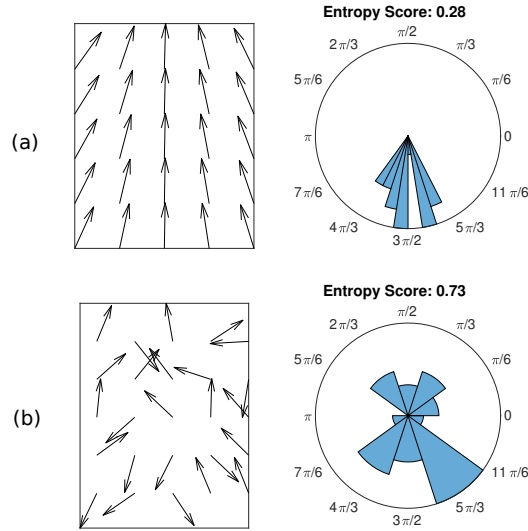 Entropy Score: 0.28
π/2
2π/3
π/3
5π/6
π/6
(a)
π
0
7π/6
11π/6
4π/3
5π/3
3π/2
Entropy Score: 0.73
π/2
2π/3
π/3
5π/6
π/6
(b)
π
0
7π/6
11π/6
4π/3
5π/3
3π/2